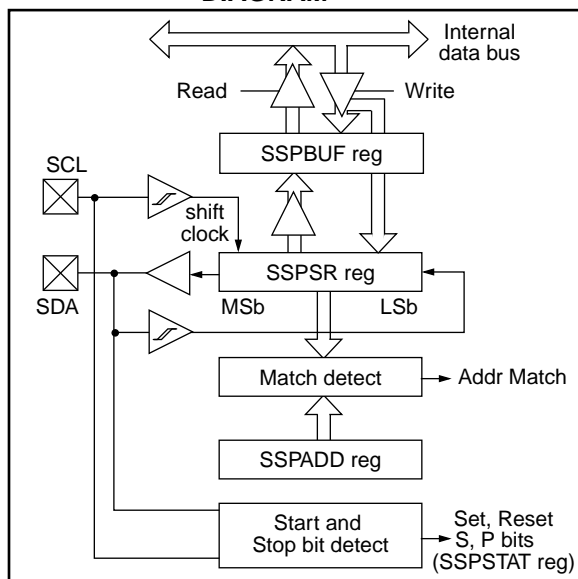 DIAGRAM
Internal
data bus
Read
Write
SSPBUF reg
SCL
shift
clock
SSPSR reg
SDA
MSb
LSb
Match detect
Addr Match
SSPADD reg
Start and
Stop bit detect
Set, Reset
S, P bits
(SSPSTAT reg)